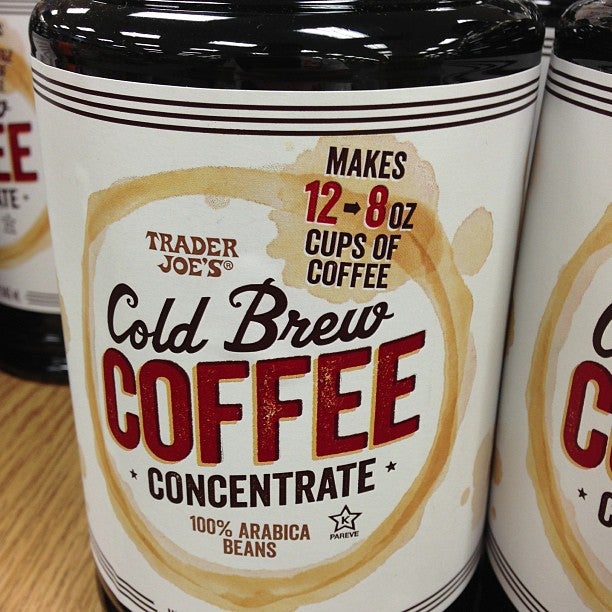 MAKES
12 - 8 OZ
CUPS OF
COFFEE
TRADER
JOE'S®
Cold Brew
COFFEE
CONCENTRATE
100% ARABICA
BEANS
K
PAREVE